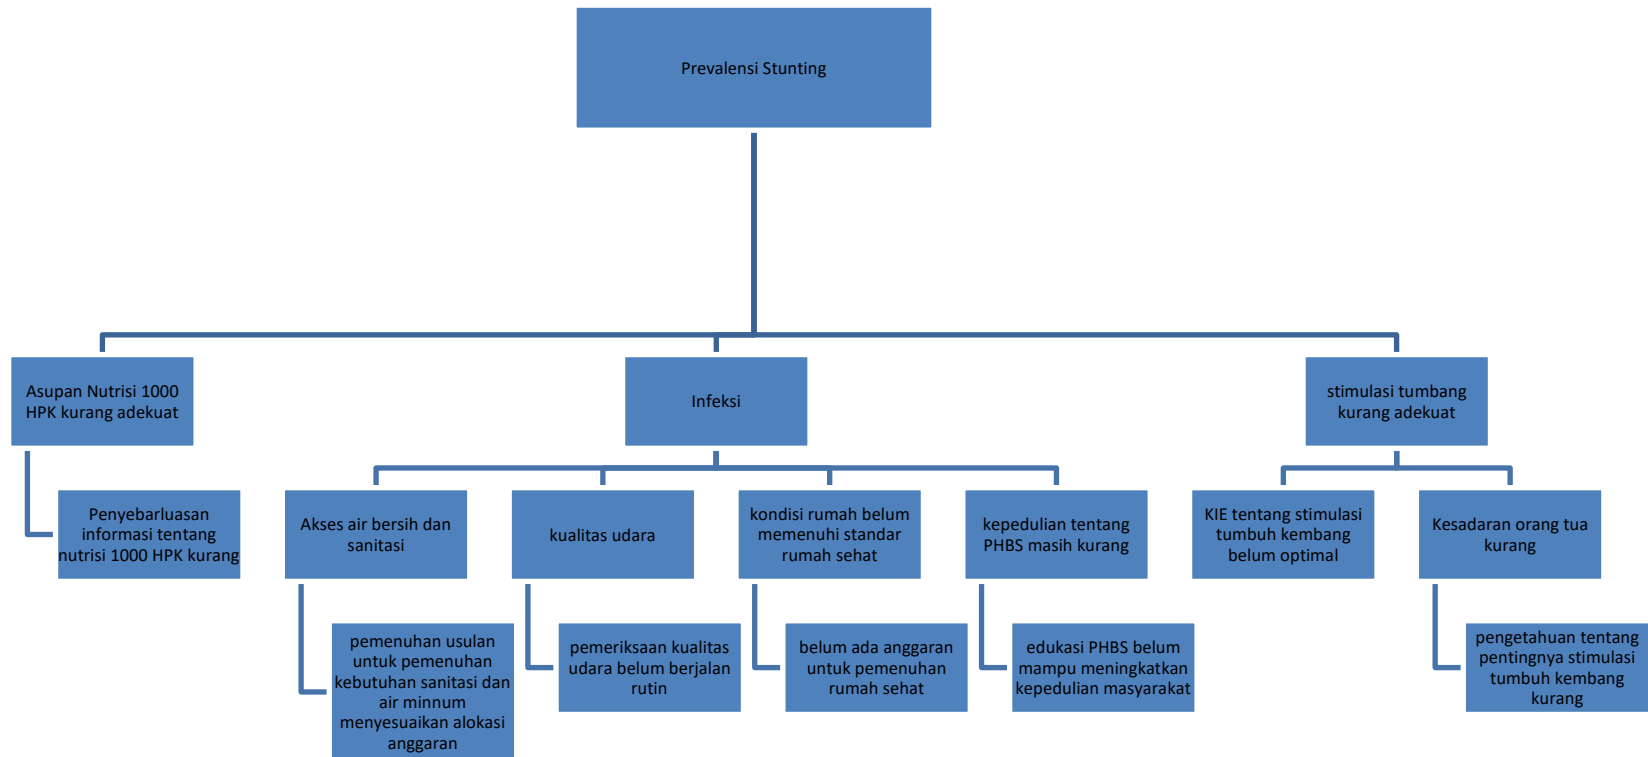 Prevalensi Stunting
Asupan Nutrisi 1000
HPK kurang adekuat
Infeksi
stimulasi tumbang
kurang adekuat
Penyebarluasan
informasi tentang
nutrisi 1000 HPK kurang
Akses air bersih dan
sanitasi
kualitas udara
kondisi rumah belum
memenuhi standar
rumah sehat
kepedulian tentang
PHBS masih kurang
KIE tentang stimulasi
tumbuh kembang
belum optimal
Kesadaran orang tua
kurang
pemenuhan usulan
untuk pemenuhan
kebutuhan sanitasi dan
air minnum
menyesuaikan alokasi
anggaran
pemeriksaan kualitas
udara belum berjalan
rutin
belum ada anggaran
untuk pemenuhan
rumah sehat
edukasi PHBS belum
mampu meningkatkan
kepedulian masyarakat
pengetahuan tentang
pentingnya stimulasi
tumbuh kembang
kurang